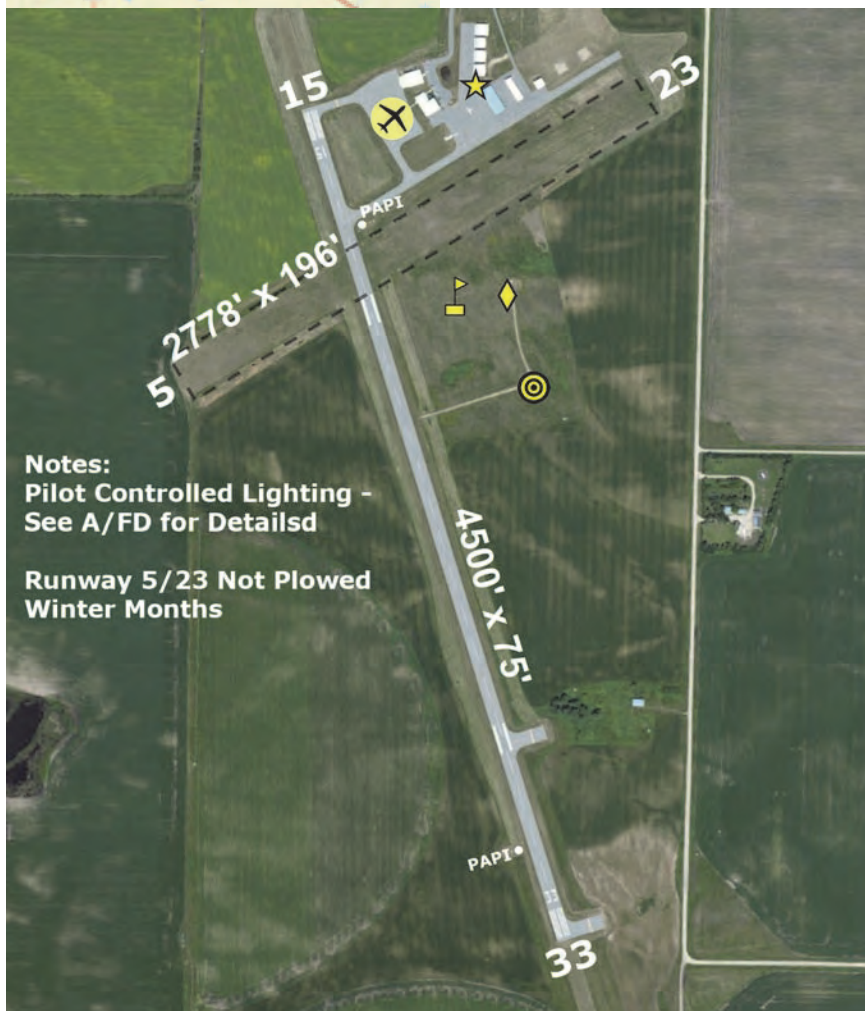 15
23
PAPI
2778' x 196'
5
Notes:
Pilot Controlled Lighting -
See A/FD for Detailsd
Runway 5/23 Not Plowed
Winter Months
4500' x 75'
PAPI
33